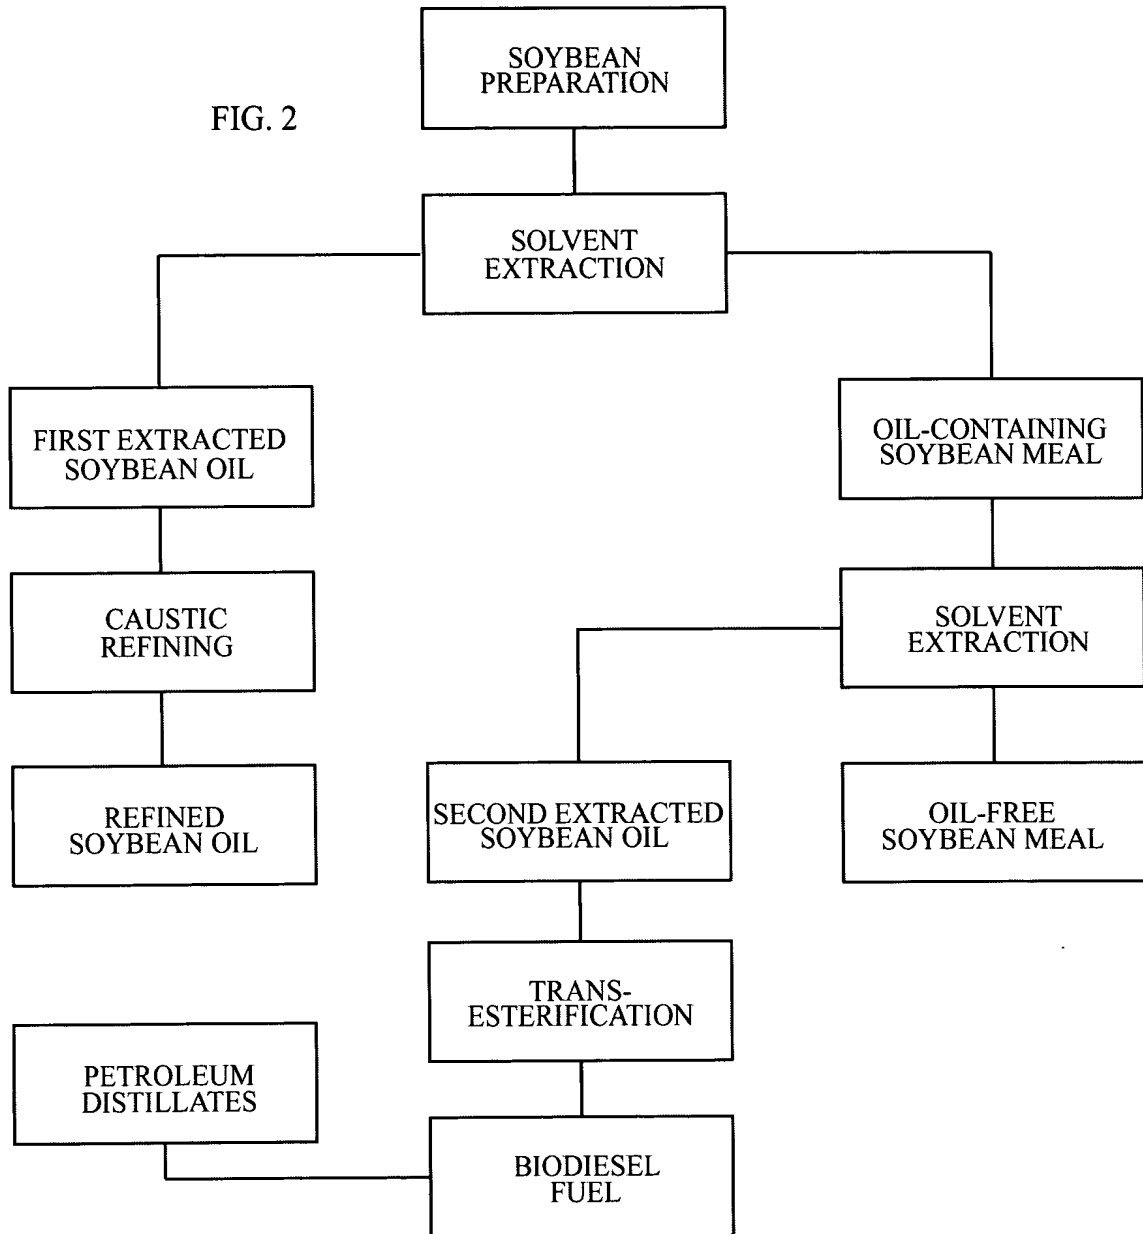 FIG. 2
SOYBEAN
PREPARATION
SOLVENT
EXTRACTION
FIRST EXTRACTED
SOYBEAN OIL
OIL-CONTAINING
SOYBEAN MEAL
CAUSTIC
REFINING
SOLVENT
EXTRACTION
REFINED
SOYBEAN OIL
SECOND EXTRACTED
SOYBEAN OIL
OIL-FREE
SOYBEAN MEAL
TRANS-
ESTERIFICATION
PETROLEUM
DISTILLATES
BIODIESEL
FUEL